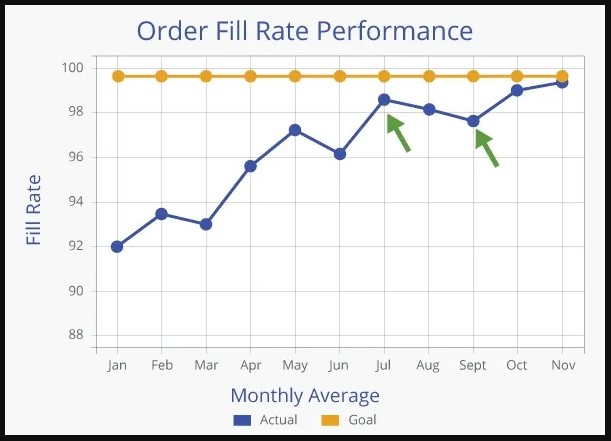 Order Fill Rate Performance
100
98
96
94
92
90
88
Fill Rate
Jan Feb Mar Apr May Jun Jul Aug Sept Oct Nov
Monthly Average
Actual Goal